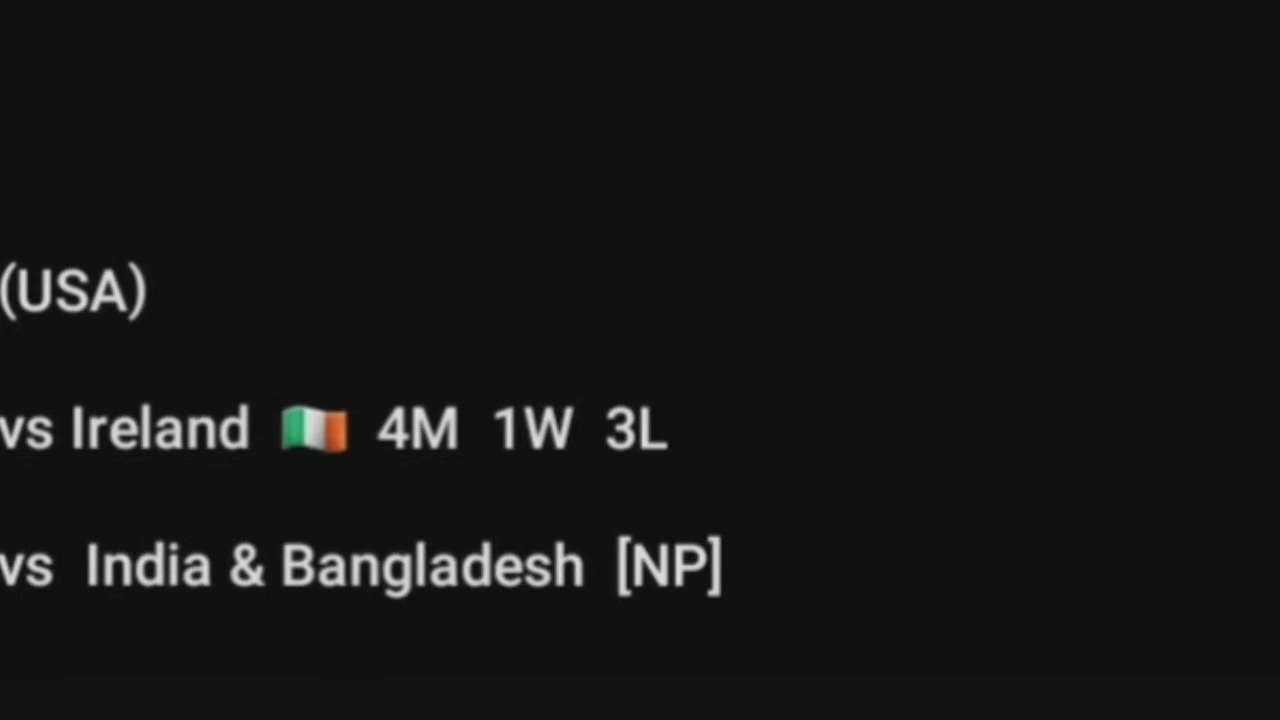 (USA)
vs Ireland 🇮🇪 4M 1W 3L
vs India & Bangladesh [NP]